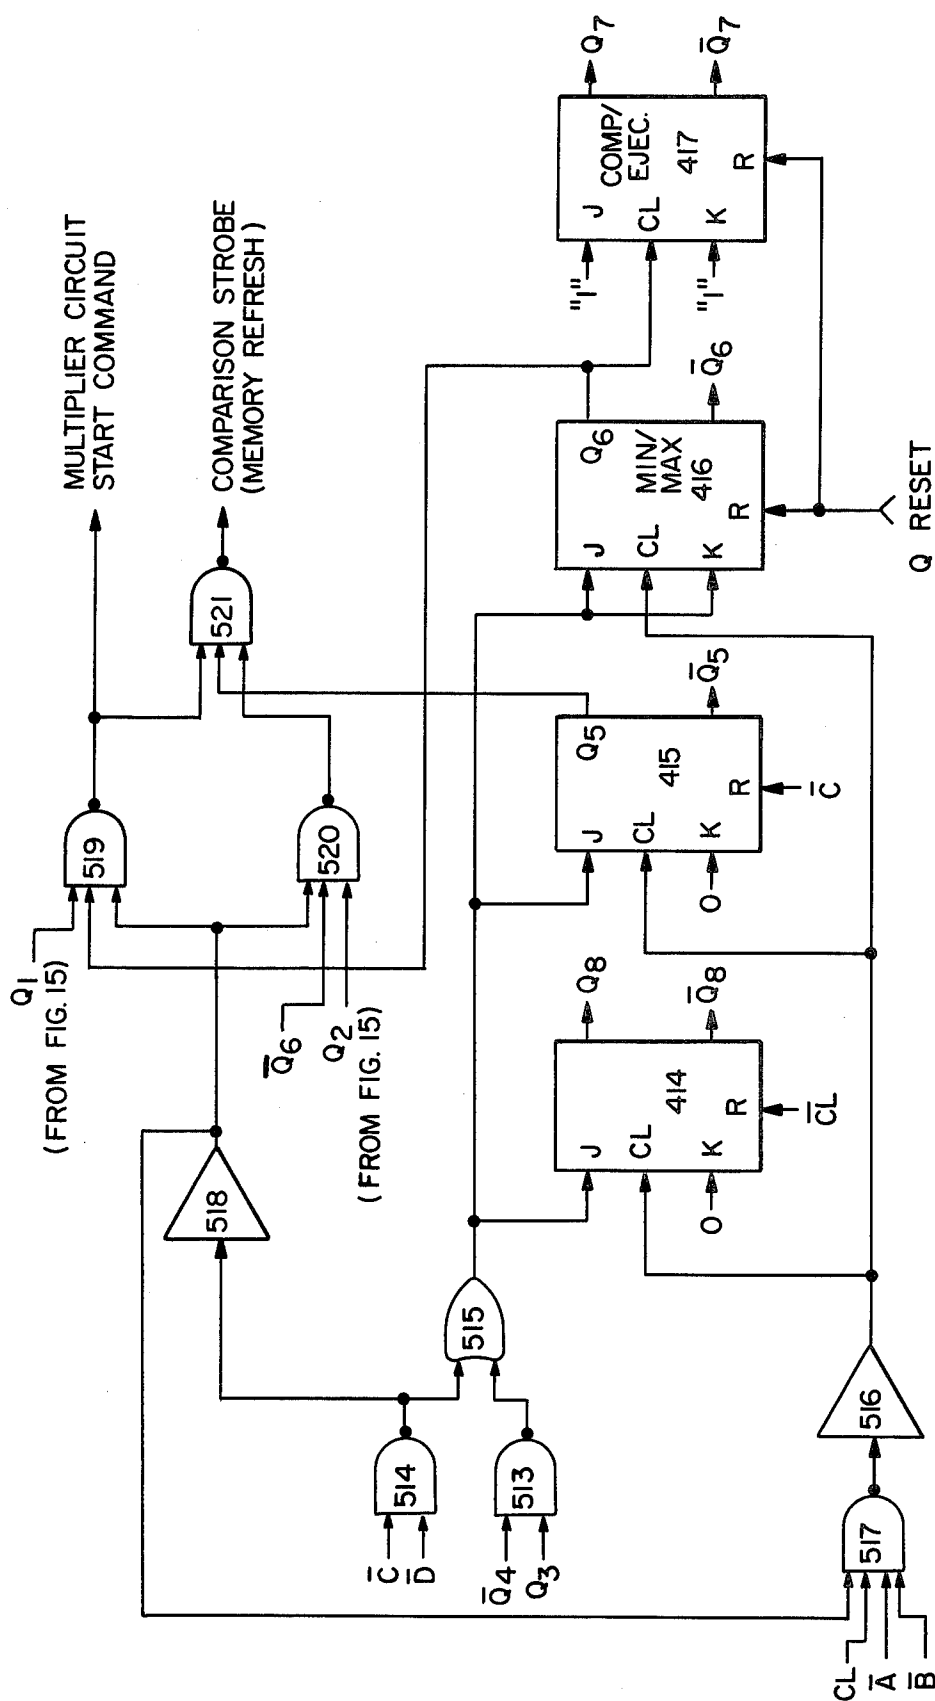 MULTIPLIER CIRCUIT
START COMMAND
COMPARISON STROBE
(MEMORY REFRESH)
Q1
(FROM FIG. 15)
519
521
Q̅6
Q2
(FROM FIG. 15)
520
518
C̅
D̅
514
Q̅4
Q3
513
515
CL
A̅
B̅
517
516
J
CL
K
O
414
R
C̅L̅
Q8
Q̅8
J
CL
K
O
415
R
C̅
Q5
Q̅5
J
CL
K
MIN/
MAX
416
R
Q6
Q̅6
Q RESET
"1"
"1"
J
CL
K
COMP/
EJEC.
417
R
Q7
Q̅7